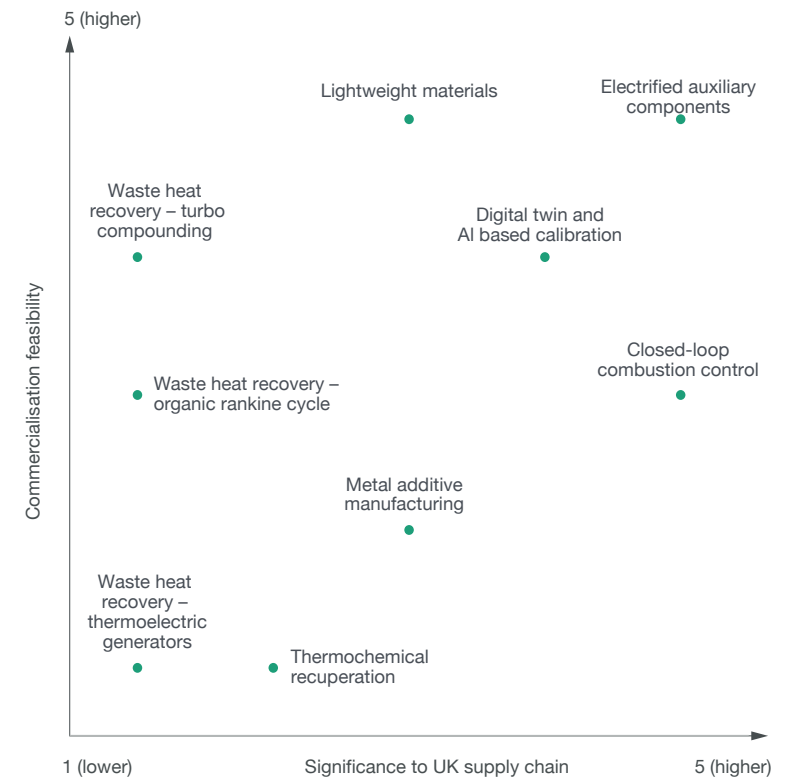 5 (higher)
Lightweight materials
Electrified auxiliary
components
Waste heat
recovery – turbo
compounding
Digital twin and
AI based calibration
Closed-loop
combustion control
Waste heat recovery –
organic rankine cycle
Commercialisation feasibility
Metal additive
manufacturing
Waste heat
recovery –
thermoelectric
generators
Thermochemical
recuperation
1 (lower)
Significance to UK supply chain
5 (higher)